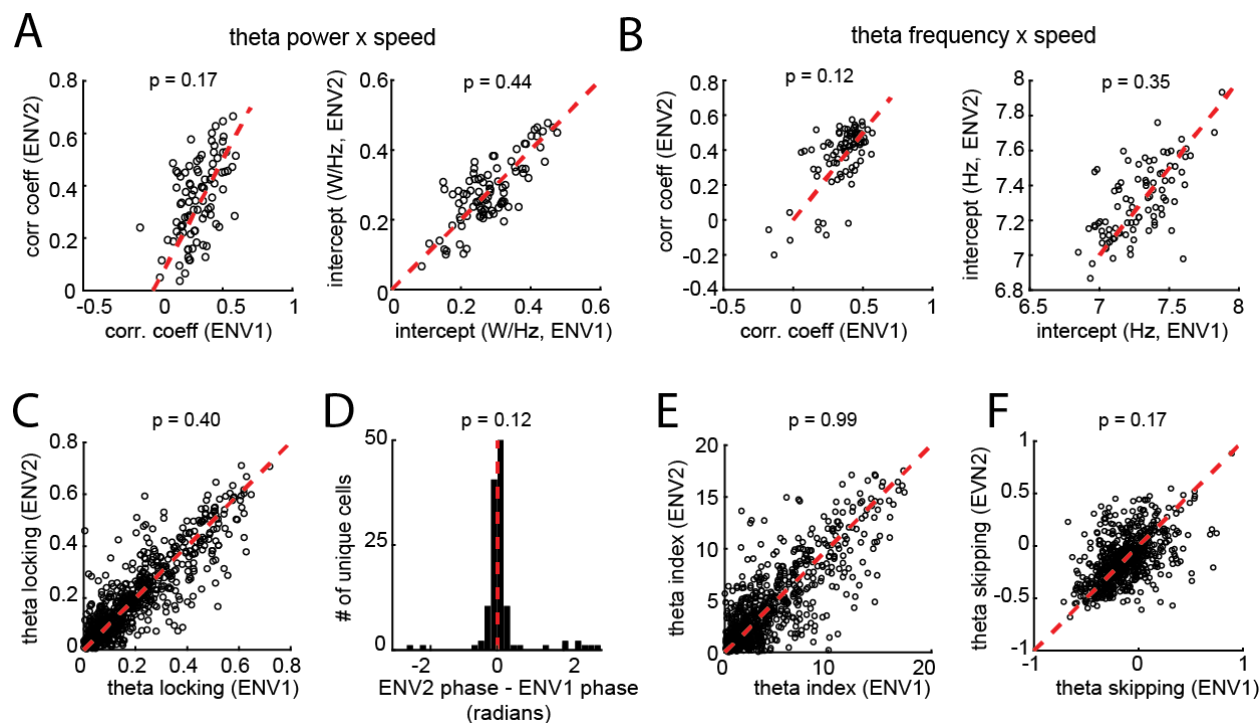 A
theta power x speed
p = 0.17
corr coeff (ENV2)
0.8
0.6
0.4
0.2
0
-0.5
0
0.5
1
corr. coeff (ENV1)
p = 0.44
intercept (W/Hz, ENV2)
0.6
0.4
0.2
0
0
0.2
0.4
0.6
intercept (W/Hz, ENV1)
B
theta frequency x speed
p = 0.12
corr coeff (ENV2)
0.8
0.6
0.4
0.2
0
-0.2
-0.4
-0.5
0
0.5
1
corr. coeff (ENV1)
p = 0.35
intercept (Hz, ENV2)
8
7.8
7.6
7.4
7.2
7
6.8
6.5
7
7.5
8
intercept (Hz, ENV1)
C
p = 0.40
theta locking (ENV2)
0.8
0.6
0.4
0.2
0
0
0.2
0.4
0.6
0.8
theta locking (ENV1)
D
p = 0.12
# of unique cells
50
25
0
-2
0
2
ENV2 phase - ENV1 phase
(radians)
E
p = 0.99
theta index (ENV2)
20
15
10
5
0
0
10
20
theta index (ENV1)
F
p = 0.17
theta skipping (EVN2)
1
0.5
0
-0.5
-1
-1
0
1
theta skipping (ENV1)